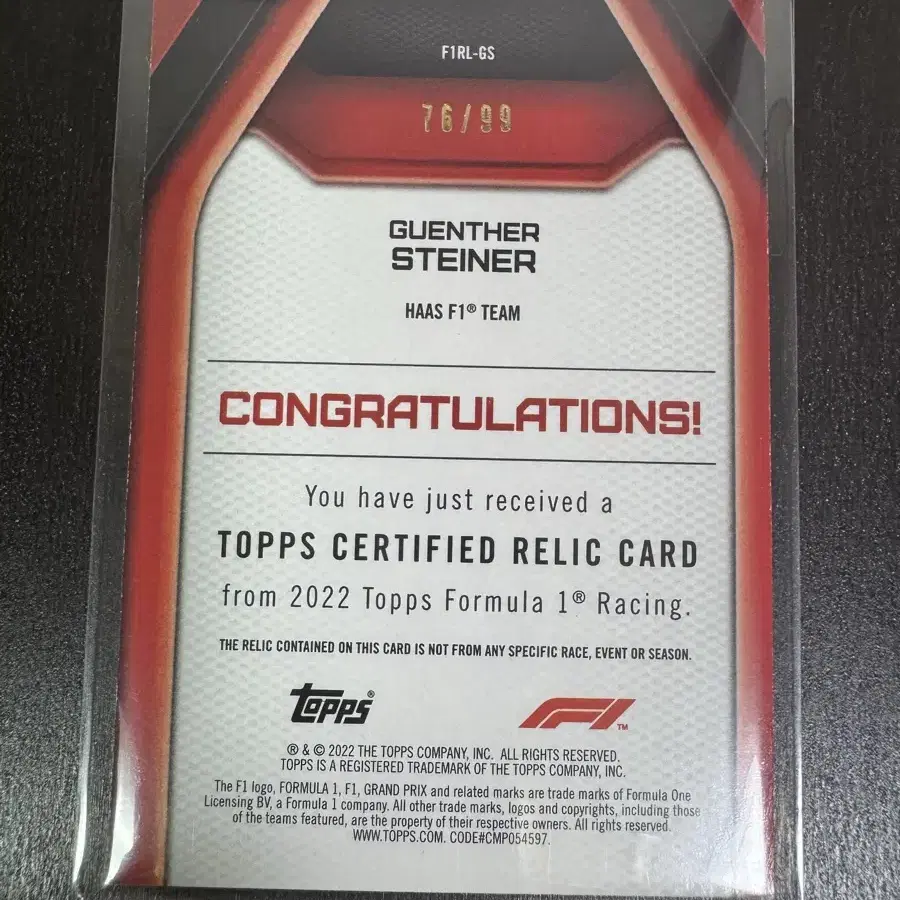 F1RL-GS
76/99
GUENTHER
STEINER
HAAS F1® TEAM
CONGRATULATIONS!
You have just received a
TOPPS CERTIFIED RELIC CARD
from 2022 Topps Formula 1® Racing.
THE RELIC CONTAINED ON THIS CARD IS NOT FROM ANY SPECIFIC RACE, EVENT OR SEASON.
topps® F1™
® & © 2022 THE TOPPS COMPANY, INC. ALL RIGHTS RESERVED.
TOPPS IS A REGISTERED TRADEMARK OF THE TOPPS COMPANY, INC.
The F1 logo, FORMULA 1, F1, GRAND PRIX and related marks are trade marks of Formula One
Licensing BV, a Formula 1 company. All other trade marks, logos and copyrights, including those
of the teams featured, are the property of their respective owners. All rights reserved.
WWW.TOPPS.COM. CODE#CMP054597.